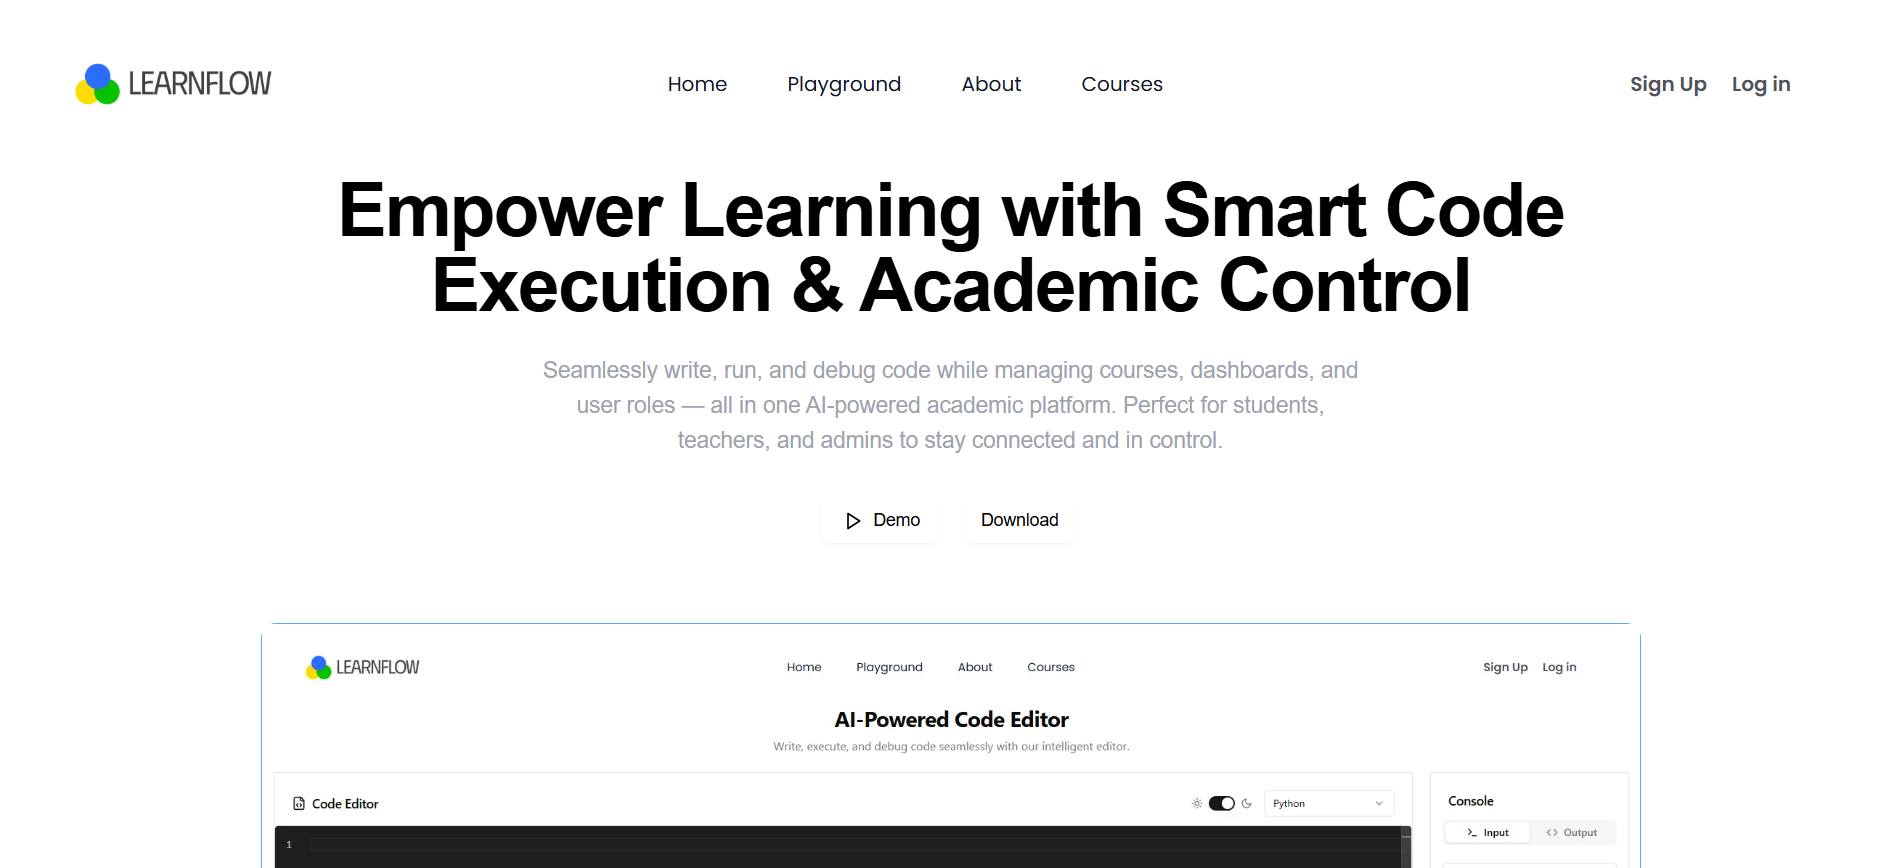 LEARNFLOW
Home Playground About Courses
Sign Up Log in
Empower Learning with Smart Code
Execution & Academic Control
Seamlessly write, run, and debug code while managing courses, dashboards, and
user roles — all in one AI-powered academic platform. Perfect for students,
teachers, and admins to stay connected and in control.
Demo Download
LEARNFLOW
Home Playground About Courses
Sign Up Log in
AI-Powered Code Editor
Write, execute, and debug code seamlessly with our intelligent editor.
Code Editor
Python
1
Console
Input Output